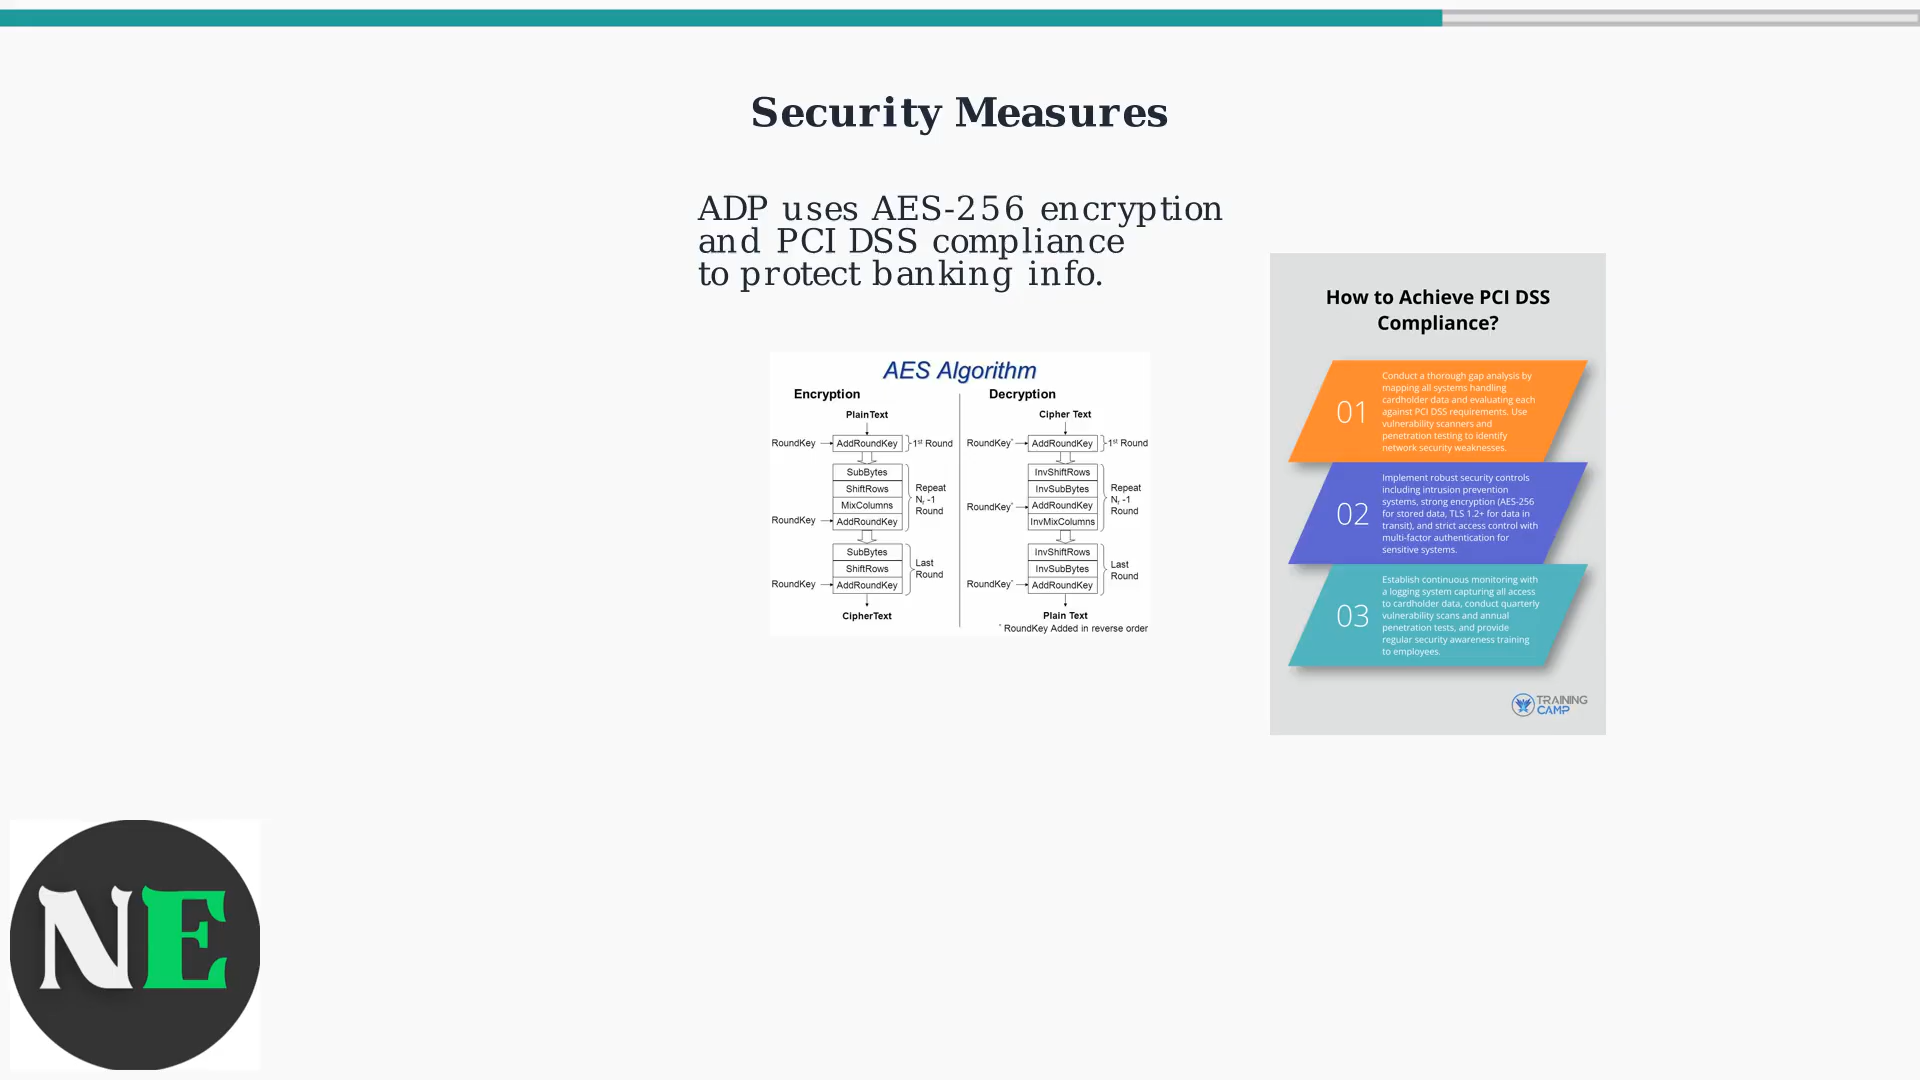 Security Measures
ADP uses AES-256 encryption
and PCI DSS compliance
to protect banking info.
AES Algorithm
Encryption
PlainText
RoundKey
AddRoundKey
1st Round
SubBytes
ShiftRows
MixColumns
RoundKey
AddRoundKey
Repeat
Nr -1
Round
SubBytes
ShiftRows
RoundKey
AddRoundKey
Last
Round
CipherText
Decryption
Cipher Text
RoundKey*
AddRoundKey
1st Round
InvShiftRows
InvSubBytes
RoundKey*
AddRoundKey
InvMixColumns
Repeat
Nr -1
Round
InvShiftRows
InvSubBytes
RoundKey*
AddRoundKey
Last
Round
Plain Text
* RoundKey Added in reverse order
How to Achieve PCI DSS
Compliance?
01
Conduct a thorough gap analysis by
mapping all systems handling
cardholder data and evaluating each
against PCI DSS requirements. Use
vulnerability scanners and
penetration testing to identify
network security weaknesses.
02
Implement robust security controls
including intrusion prevention
systems, strong encryption (AES-256
for stored data, TLS 1.2+ for data in
transit), and strict access control with
multi-factor authentication for
sensitive systems.
03
Establish continuous monitoring with
a logging system capturing all access
to cardholder data, conduct quarterly
vulnerability scans and annual
penetration tests, and provide
regular security awareness training
to employees.
TRAINING
CAMP
NE